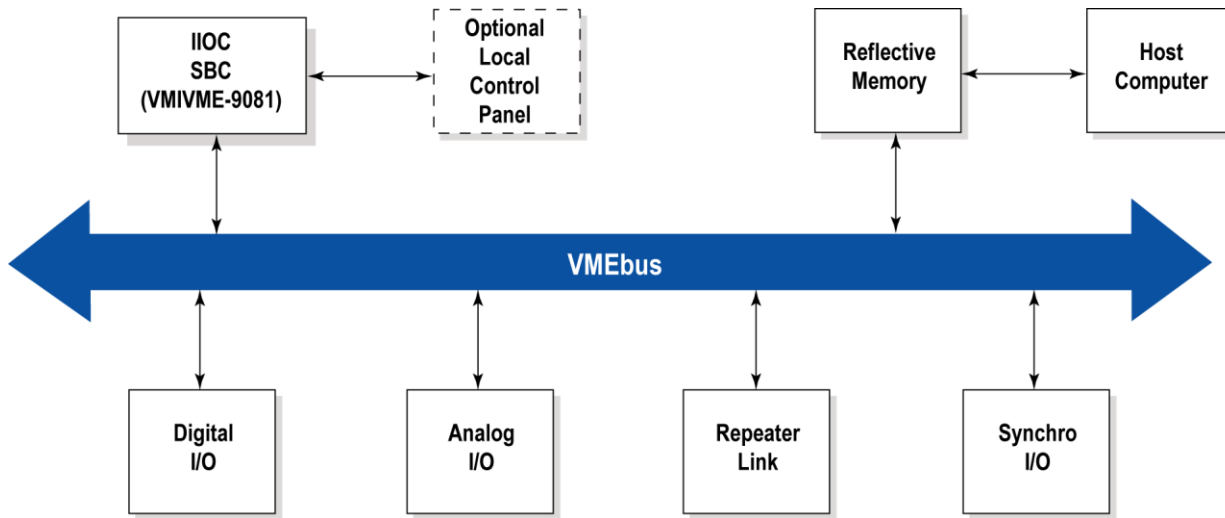 IIOC
SBC
(VMIVME-9081)
Optional
Local
Control
Panel
Reflective
Memory
Host
Computer
VMEbus
Digital
I/O
Analog
I/O
Repeater
Link
Synchro
I/O